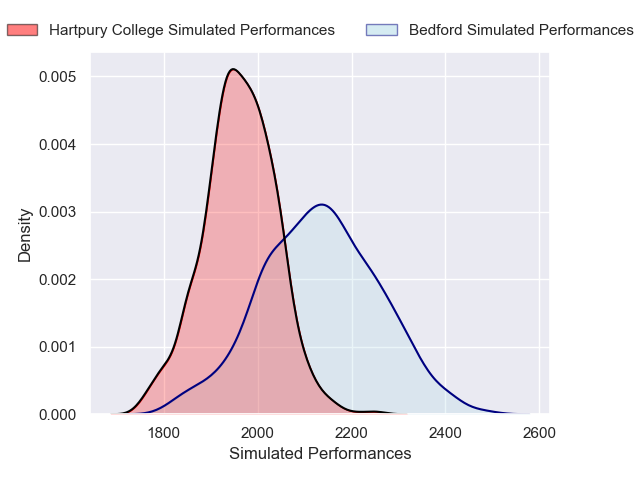 Hartpury College Simulated Performances
Bedford Simulated Performances
0.005
0.004
0.003
0.002
0.001
0.000
Density
1800
2000
2200
2400
2600
Simulated Performances